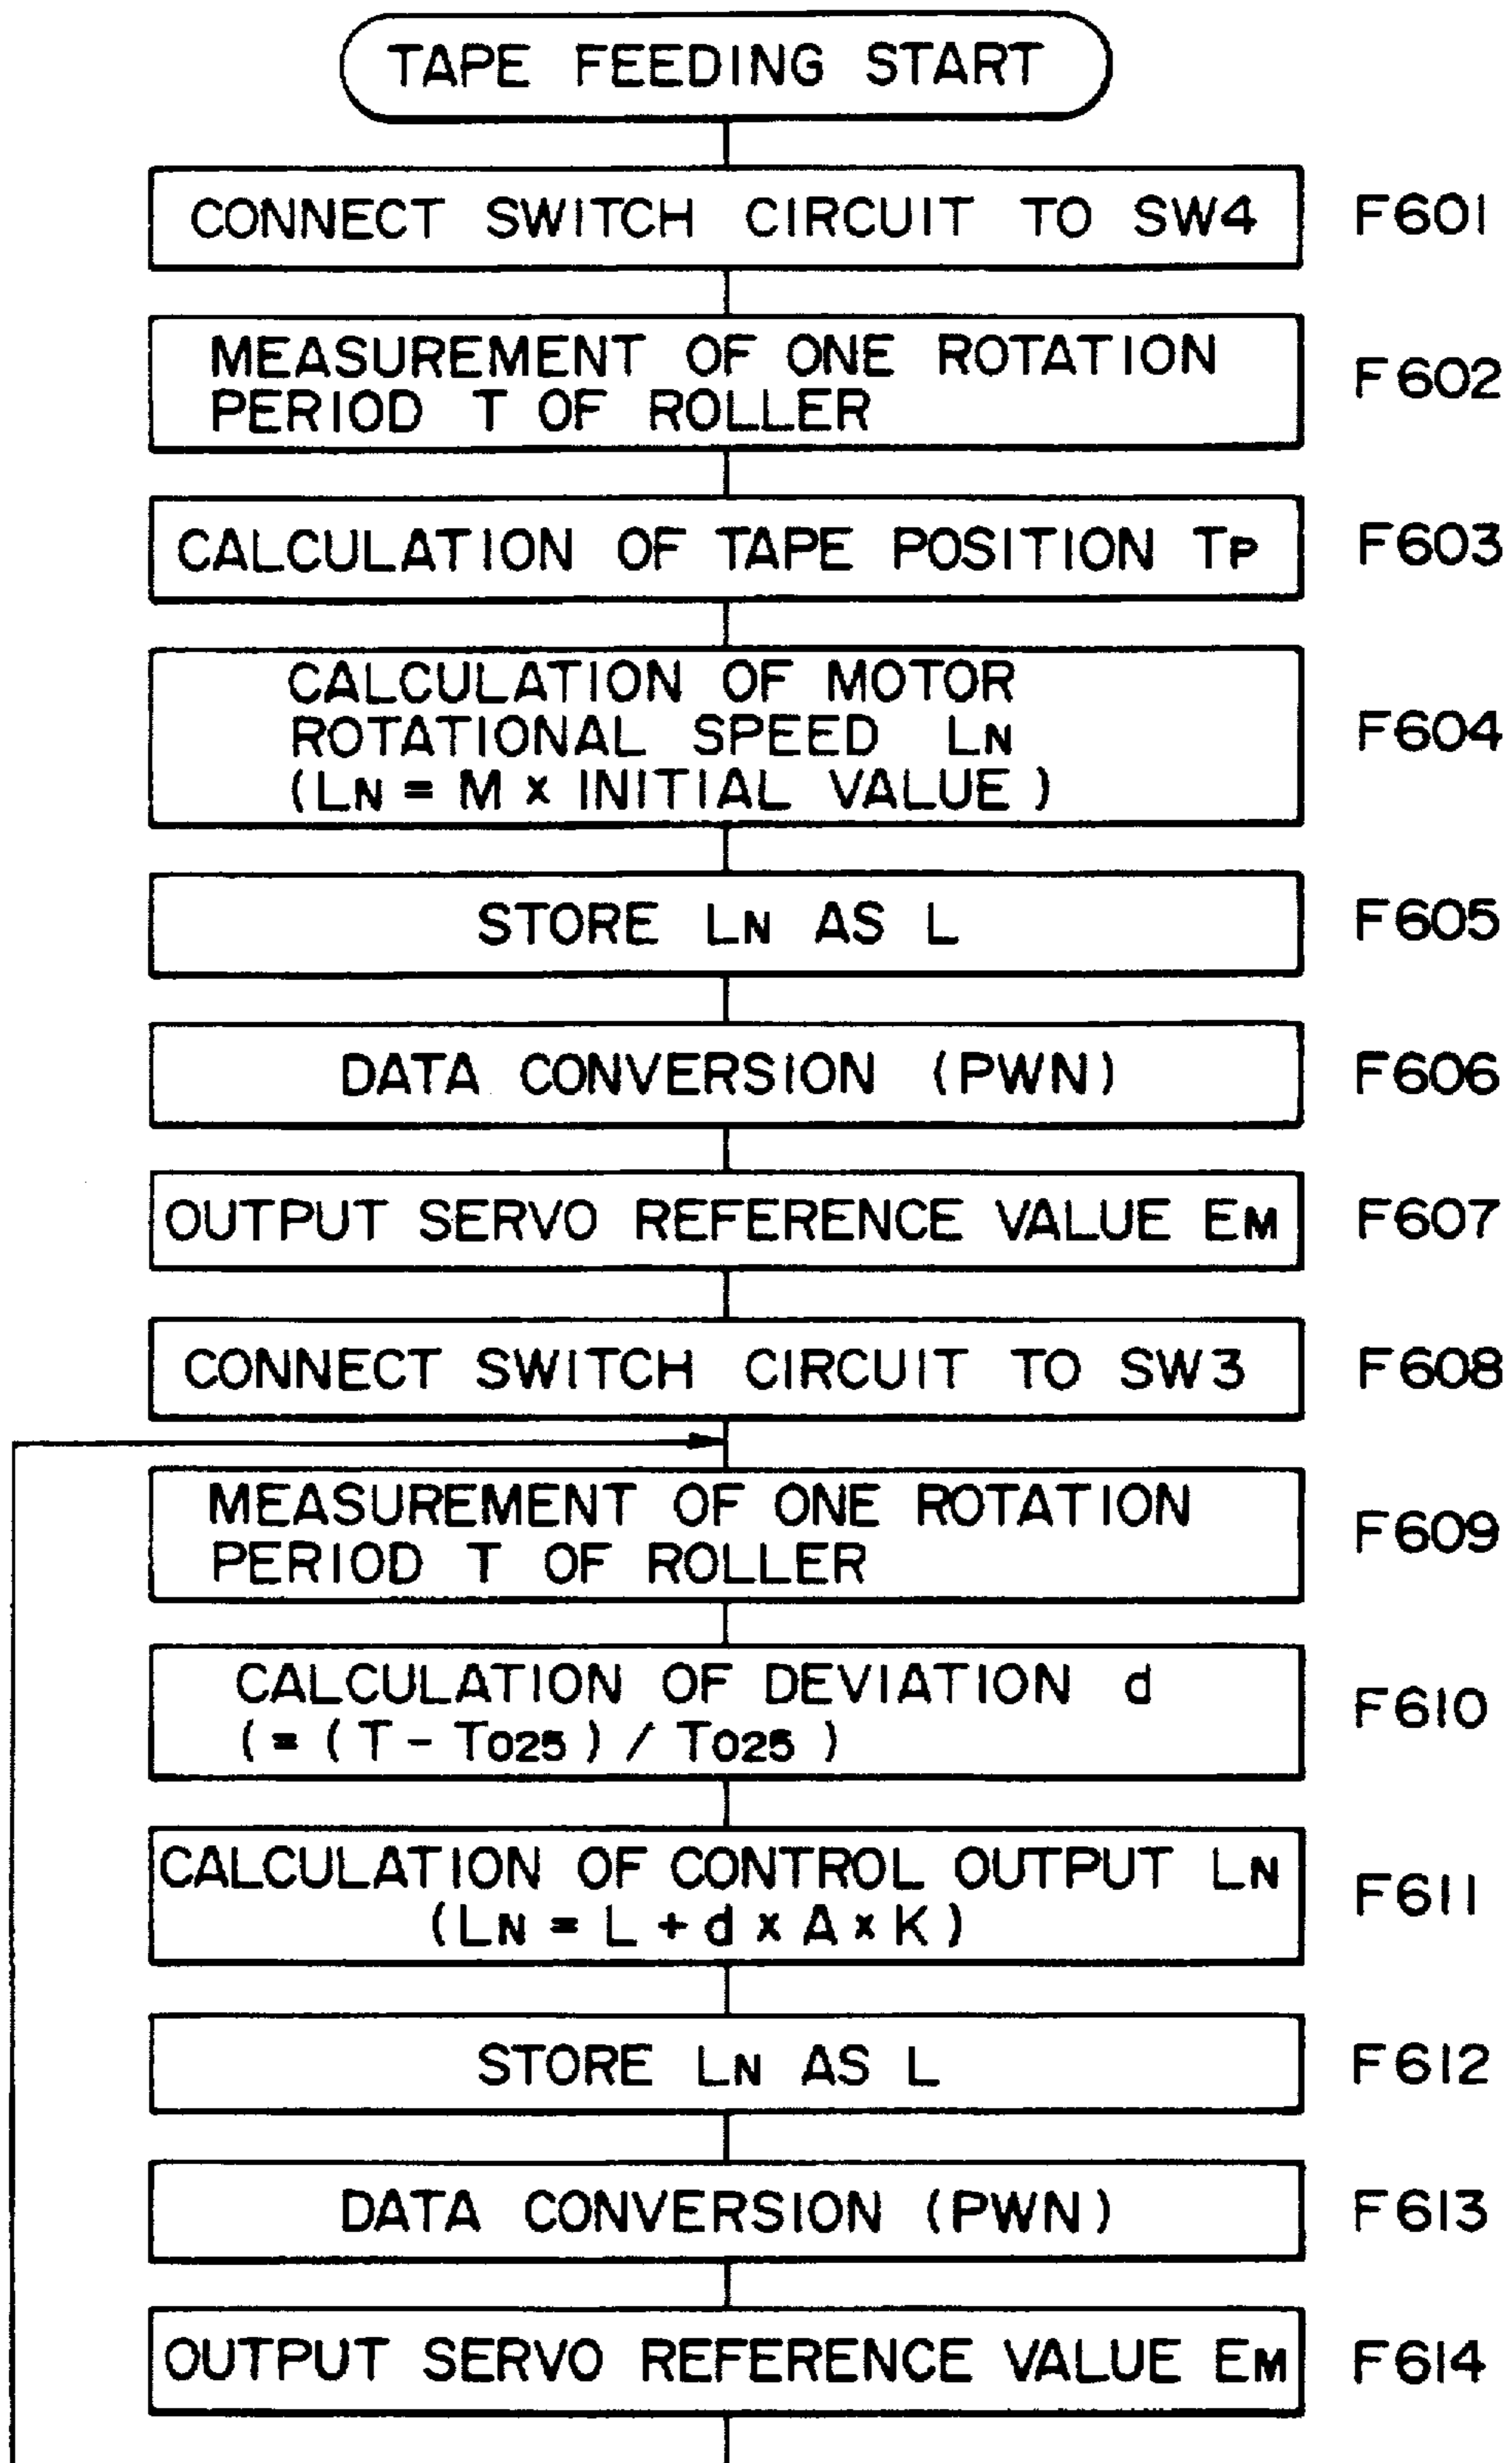 TAPE FEEDING START
CONNECT SWITCH CIRCUIT TO SW4 F601
MEASUREMENT OF ONE ROTATION
PERIOD T OF ROLLER F602
CALCULATION OF TAPE POSITION TP F603
CALCULATION OF MOTOR
ROTATIONAL SPEED LN F604
(LN = M x INITIAL VALUE)
STORE LN AS L F605
DATA CONVERSION (PWN) F606
OUTPUT SERVO REFERENCE VALUE EM F607
CONNECT SWITCH CIRCUIT TO SW3 F608
MEASUREMENT OF ONE ROTATION
PERIOD T OF ROLLER F609
CALCULATION OF DEVIATION d
(= (T - T025) / T025) F610
CALCULATION OF CONTROL OUTPUT LN
(LN = L + d x A x K) F611
STORE LN AS L F612
DATA CONVERSION (PWN) F613
OUTPUT SERVO REFERENCE VALUE EM F614